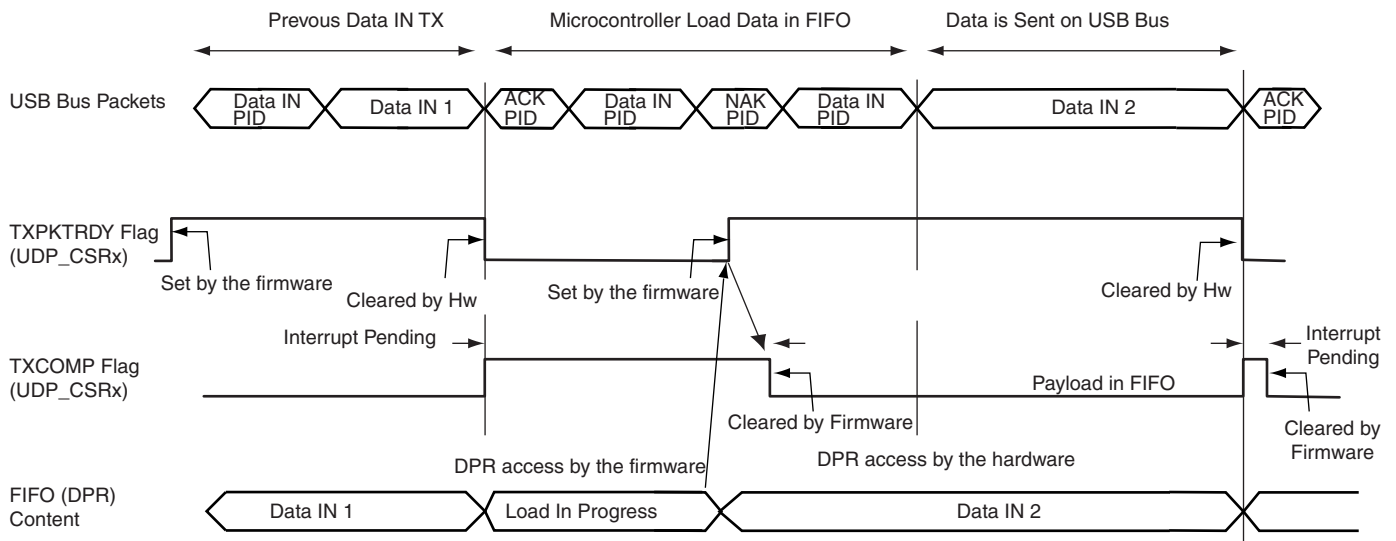 Prevous Data IN TX
Microcontroller Load Data in FIFO
Data is Sent on USB Bus
USB Bus Packets
Data IN
PID
Data IN 1
ACK
PID
Data IN
PID
NAK
PID
Data IN
PID
Data IN 2
ACK
PID
TXPKTRDY Flag
(UDP_CSRx)
Set by the firmware
Cleared by Hw
Set by the firmware
Cleared by Hw
Interrupt Pending
Interrupt
Pending
TXCOMP Flag
(UDP_CSRx)
Payload in FIFO
Cleared by Firmware
Cleared by
Firmware
DPR access by the firmware
DPR access by the hardware
FIFO (DPR)
Content
Data IN 1
Load In Progress
Data IN 2